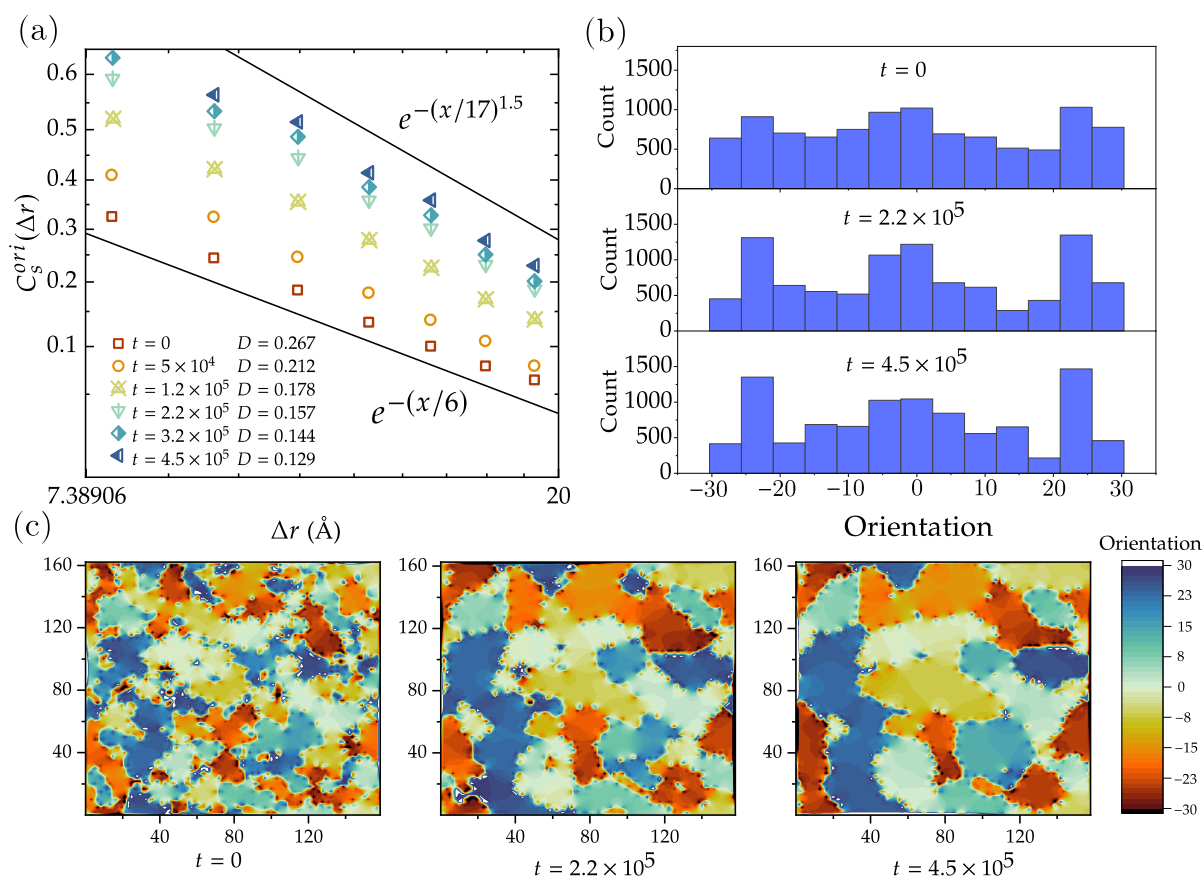 (a)
0.6
0.5
0.4
0.3
0.2
0.1
C_s^{ori}(Δr)
e^{-(x/17)^{1.5}}
e^{-(x/6)}
t = 0 D = 0.267
t = 5 × 10^4 D = 0.212
t = 1.2 × 10^5 D = 0.178
t = 2.2 × 10^5 D = 0.157
t = 3.2 × 10^5 D = 0.144
t = 4.5 × 10^5 D = 0.129
7.38906 20
Δr (Å)
(b)
1500
1000
500
0
Count
t = 0
1500
1000
500
0
Count
t = 2.2 × 10^5
1500
1000
500
0
Count
t = 4.5 × 10^5
−30 −20 −10 0 10 20 30
Orientation
(c)
160
120
80
40
40 80 120
t = 0
160
120
80
40
40 80 120
t = 2.2 × 10^5
160
120
80
40
40 80 120
t = 4.5 × 10^5
Orientation
30
23
15
8
0
−8
−15
−23
−30